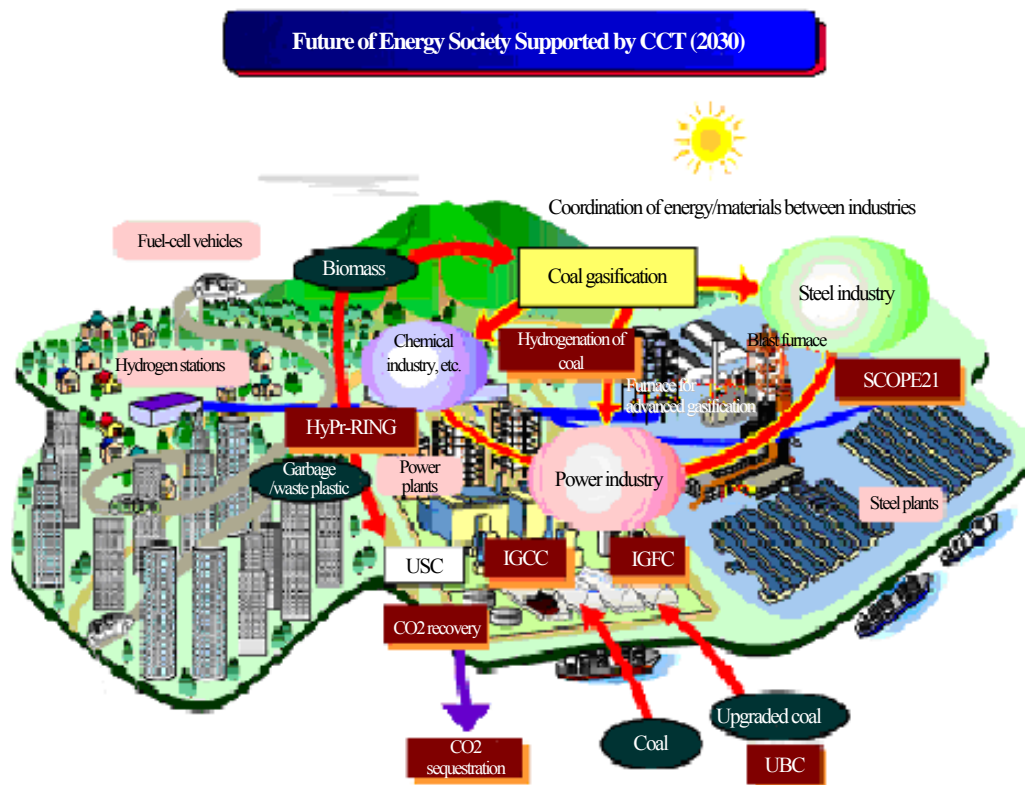 Future of Energy Society Supported by CCT (2030)
Coordination of energy/materials between industries
Fuel-cell vehicles
Biomass
Coal gasification
Steel industry
Chemical
industry, etc.
Hydrogenation of
coal
Blast furnace
Hydrogen stations
SCOPE21
Furnace for
advanced gasification
HyPr-RING
Garbage
/waste plastic
Power
plants
Power industry
Steel plants
USC
IGCC
IGFC
CO2 recovery
Upgraded coal
Coal
CO2
sequestration
UBC